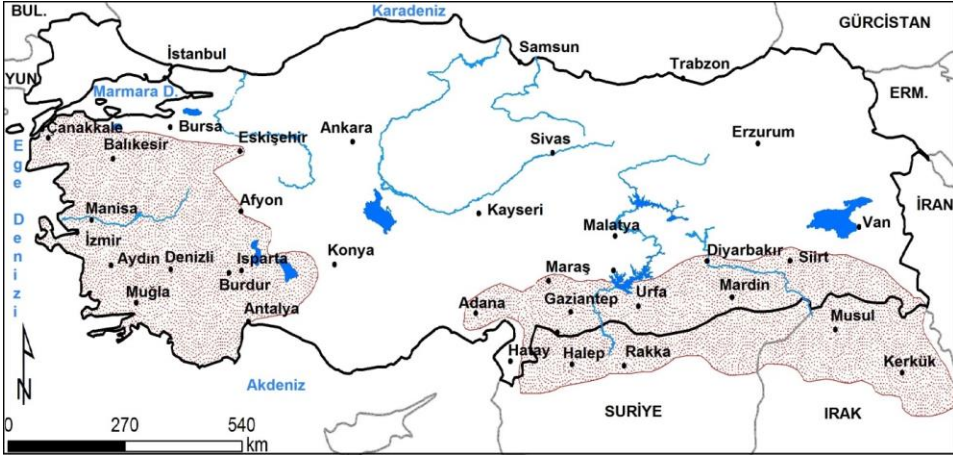 BUL.
Karadeniz
GÜRCİSTAN
İstanbul
Samsun
Trabzon
YUN.
Marmara D.
ERM.
Çanakkale
Bursa
Eskişehir
Ankara
Sivas
Erzurum
Balıkesir
Ege Denizi
Manisa
Afyon
Kayseri
Malatya
Van
İRAN
İzmir
Aydın
Denizli
Isparta
Konya
Diyarbakır
Siirt
Burdur
Maraş
Muğla
Antalya
Adana
Gaziantep
Urfa
Mardin
Musul
Hatay
Halep
Rakka
Kerkük
N
Akdeniz
SURİYE
IRAK
0 270 540
km